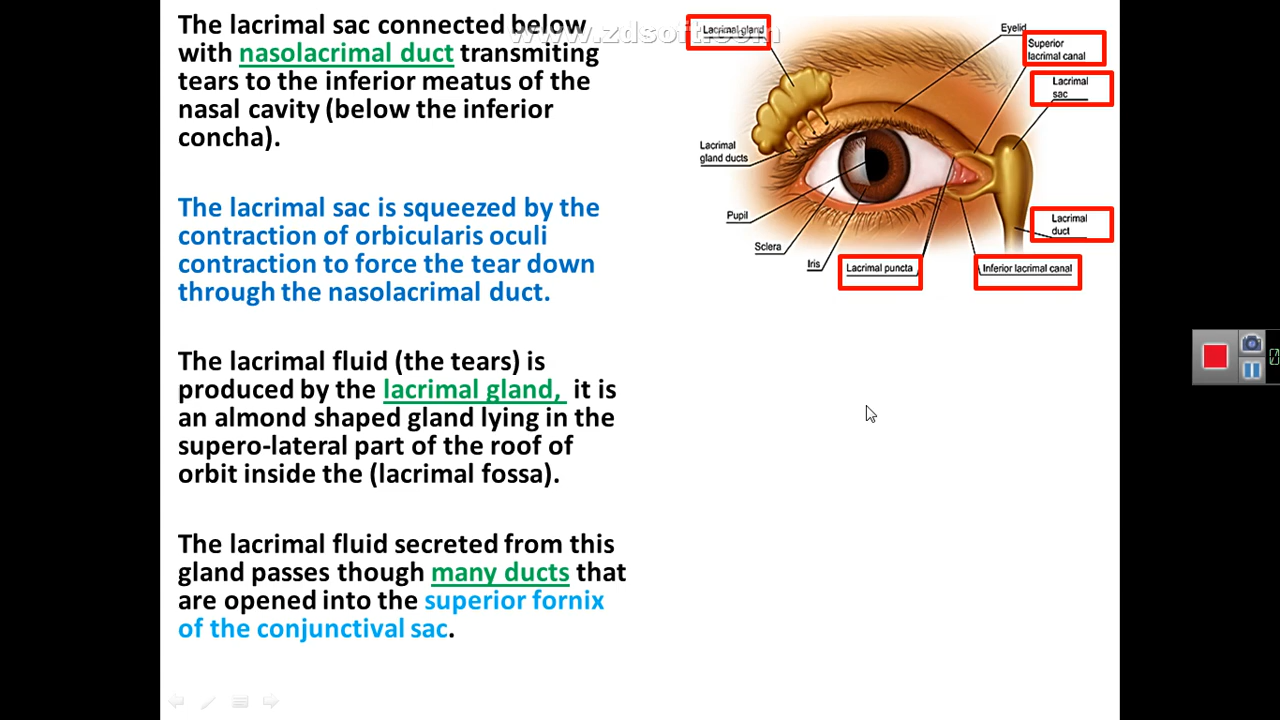 The lacrimal sac connected below
with nasolacrimal duct transmiting
tears to the inferior meatus of the
nasal cavity (below the inferior
concha).
The lacrimal sac is squeezed by the
contraction of orbicularis oculi
contraction to force the tear down
through the nasolacrimal duct.
The lacrimal fluid (the tears) is
produced by the lacrimal gland, it is
an almond shaped gland lying in the
supero-lateral part of the roof of
orbit inside the (lacrimal fossa).
The lacrimal fluid secreted from this
gland passes though many ducts that
are opened into the superior fornix
of the conjunctival sac.
www.zdsoft.com
Lacrimal gland
Eyelid
Superior
lacrimal canal
Lacrimal
sac
Lacrimal
gland ducts
Pupil
Sclera
Iris
Lacrimal puncta
Inferior lacrimal canal
Lacrimal
duct